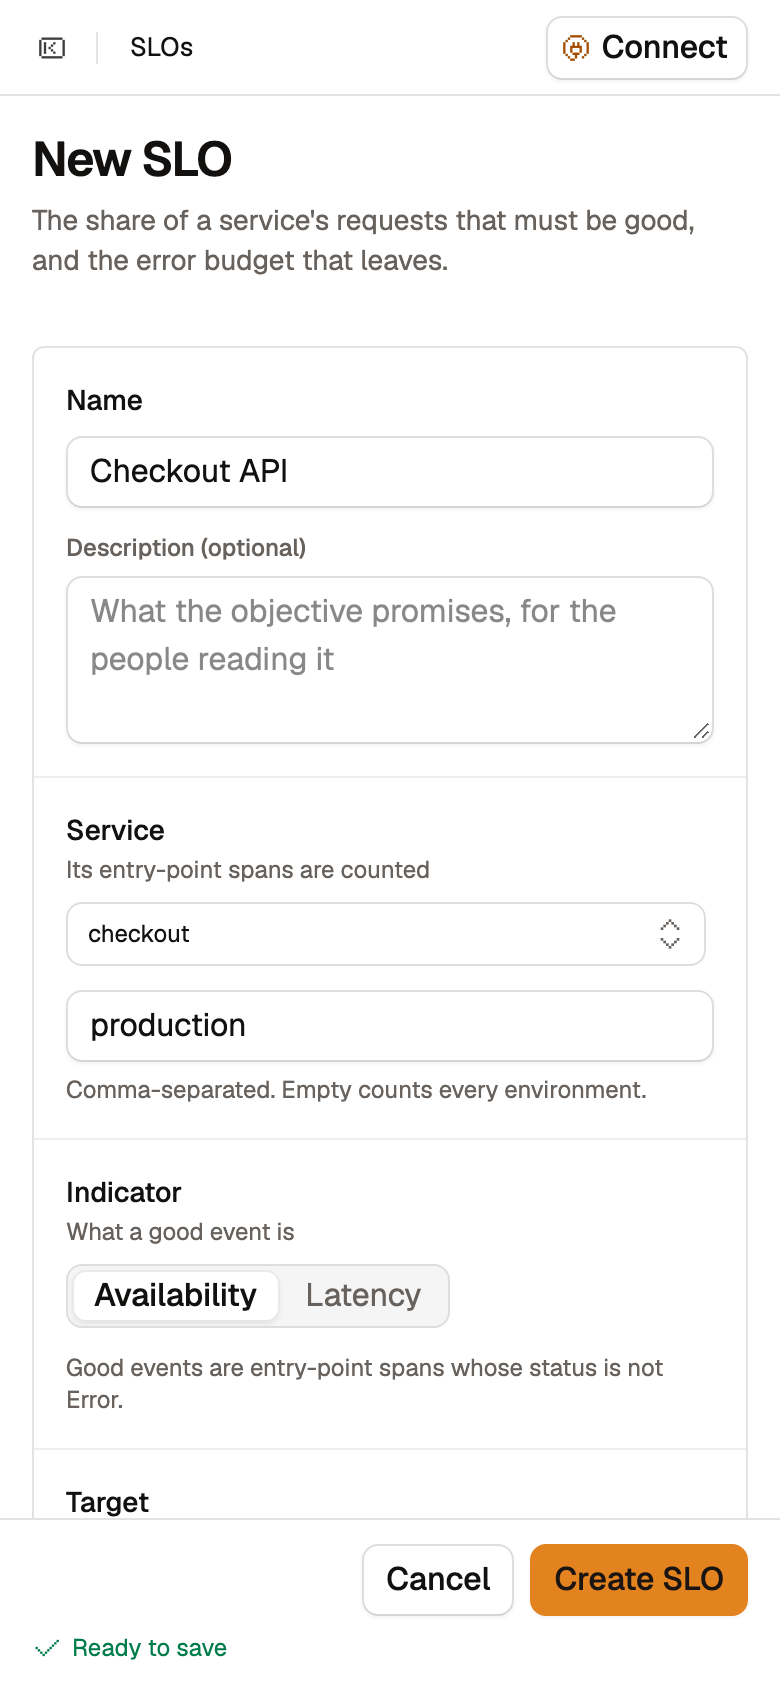 SLOs
Connect
New SLO
The share of a service's requests that must be good,
and the error budget that leaves.
Name
Checkout API
Description (optional)
What the objective promises, for the
people reading it
Service
Its entry-point spans are counted
checkout
production
Comma-separated. Empty counts every environment.
Indicator
What a good event is
Availability
Latency
Good events are entry-point spans whose status is not
Error.
Target
Cancel
Create SLO
Ready to save